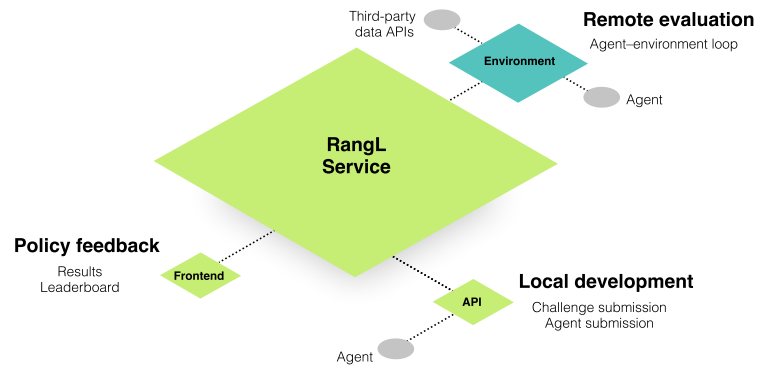 Third-party
data APIs
Remote evaluation
Agent–environment loop
Environment
Agent
RangL
Service
Policy feedback
Results
Leaderboard
Frontend
Local development
Challenge submission
Agent submission
API
Agent